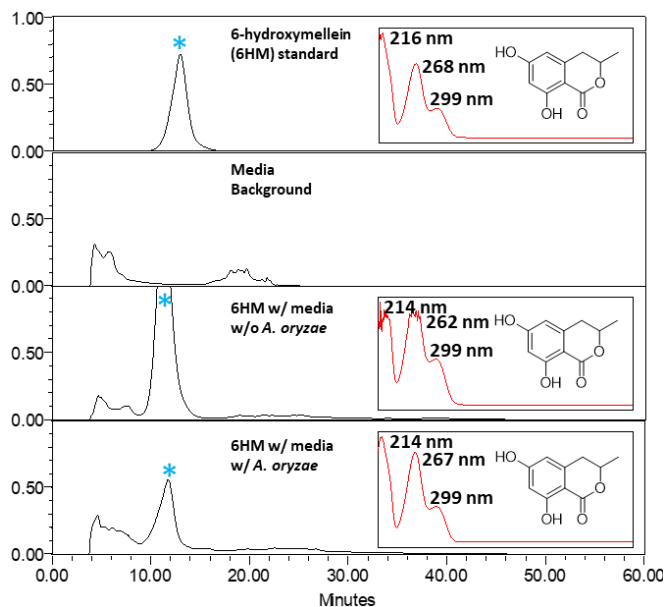 1.00
0.50
0.00
6-hydroxymellein
(6HM) standard
*
216 nm
268 nm
299 nm
HO
OH
O
O
0.50
0.00
Media
Background
0.50
0.00
6HM w/ media
w/o A. oryzae
*
214 nm
262 nm
299 nm
HO
OH
O
O
0.50
0.00
6HM w/ media
w/ A. oryzae
*
214 nm
267 nm
299 nm
HO
OH
O
O
0.00 10.00 20.00 30.00 40.00 50.00 60.00
Minutes